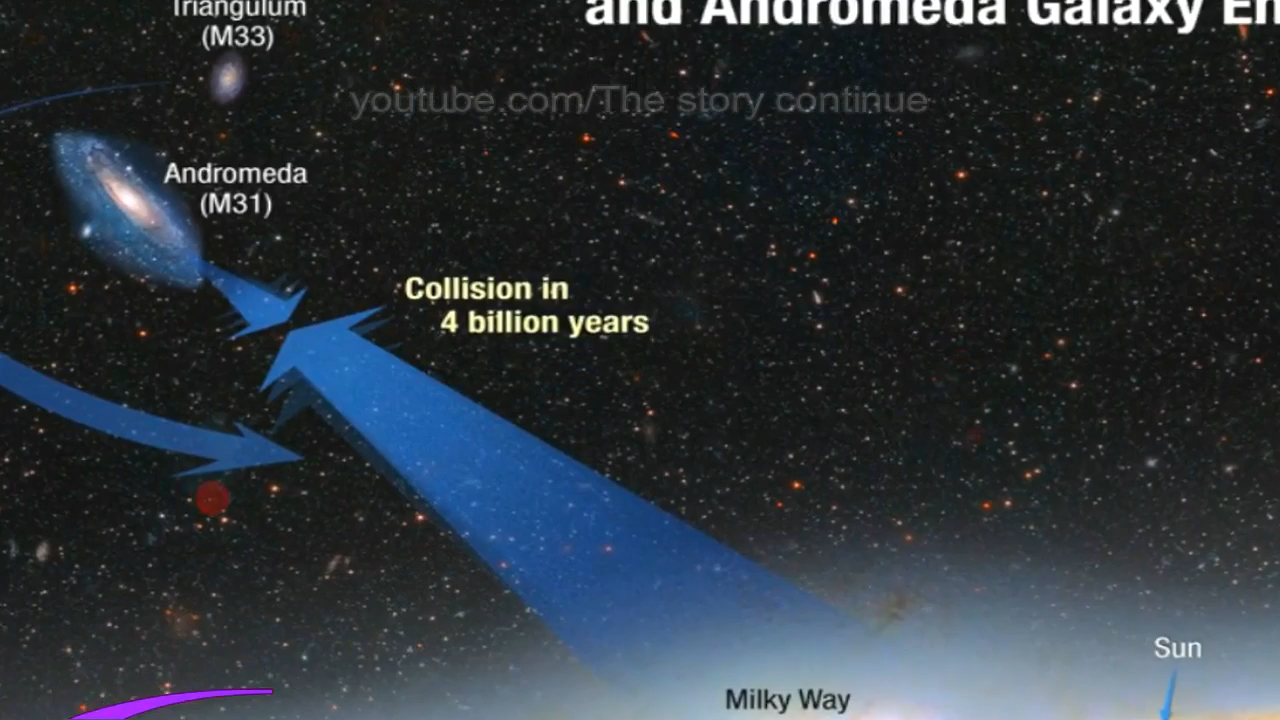 Triangulum
(M33)
and Andromeda Galaxy En
youtube.com/The story continue
Andromeda
(M31)
Collision in
4 billion years
Sun
Milky Way